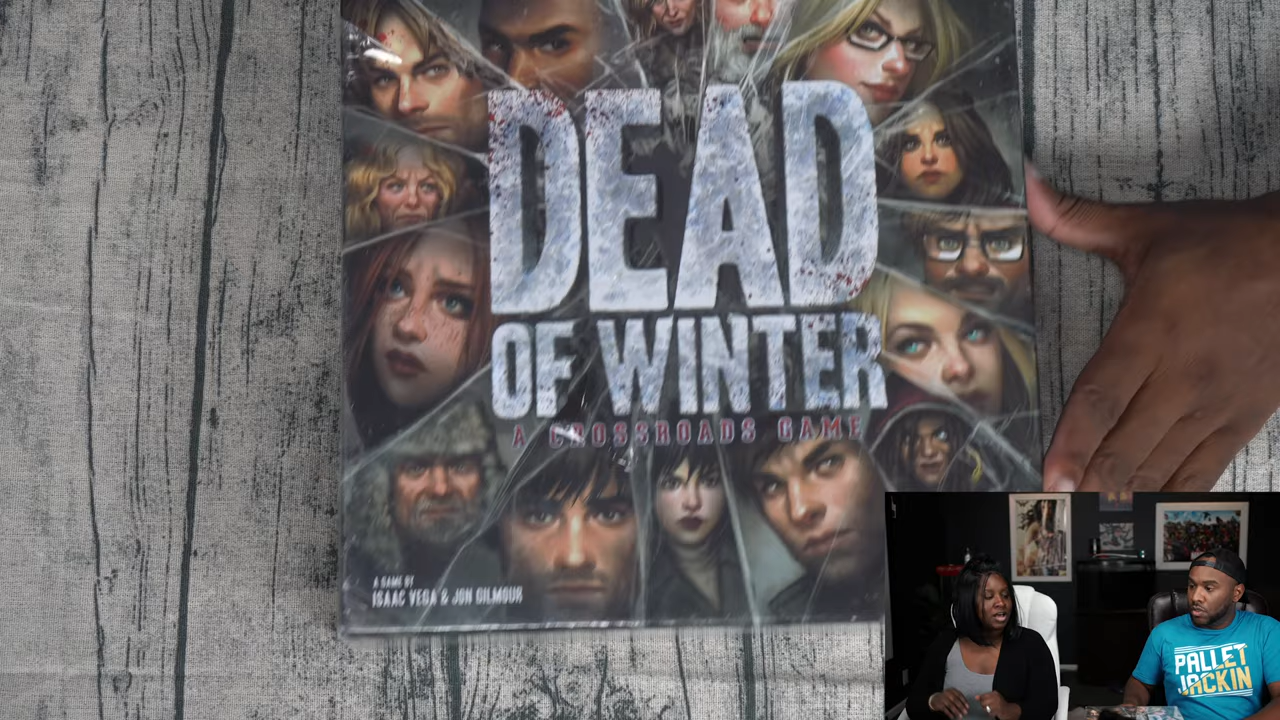 DEAD
OF WINTER
A CROSSROADS GAME
A GAME BY
ISAAC VEGA & JON GILMOUR
PALLET
JACKIN